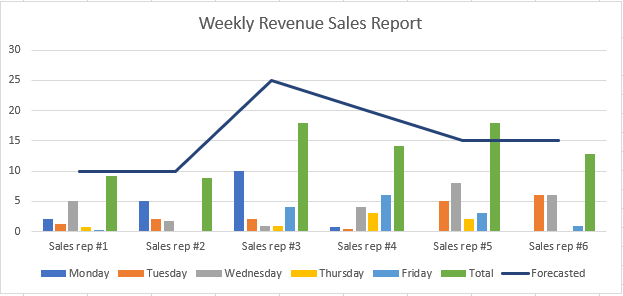 Weekly Revenue Sales Report
30
25
20
15
10
5
0
Sales rep #1 Sales rep #2 Sales rep #3 Sales rep #4 Sales rep #5 Sales rep #6
Monday Tuesday Wednesday Thursday Friday Total Forecasted